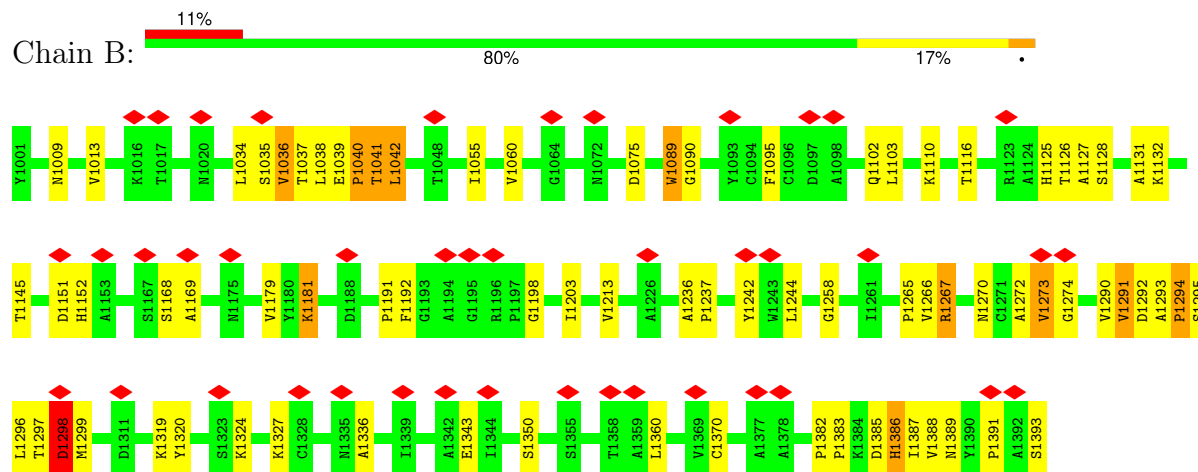 11%
Chain B:
80% 17% •
Y1001 N1009 V1013 K1016 T1017 N1020 L1034 S1035 V1036 T1037 L1038 E1039 P1040 T1041 L1042 T1048 I1055 V1060 G1064 N1072 D1075 W1089 G1090 Y1093 C1094 F1095 C1096 D1097 A1098 Q1102 L1103 K1110 T1116 R1123 A1124 H1125 T1126 A1127 S1128 A1131 K1132
T1145 D1151 H1152 A1153 S1167 S1168 A1169 N1175 V1179 Y1180 K1181 D1188 P1191 F1192 G1193 A1194 G1195 R1196 P1197 G1198 I1203 V1213 A1226 A1236 P1237 Y1242 W1243 L1244 G1258 I1261 P1265 V1266 R1267 N1270 C1271 A1272 V1273 G1274 V1290 V1291 D1292 A1293 P1294 S1295
L1296 T1297 D1298 M1299 D1311 K1319 Y1320 S1323 K1324 K1327 C1328 N1335 A1336 I1339 A1342 E1343 I1344 S1350 S1355 T1358 A1359 L1360 V1369 C1370 A1377 A1378 P1382 P1383 K1384 D1385 H1386 I1387 V1388 N1389 Y1390 P1391 A1392 S1393